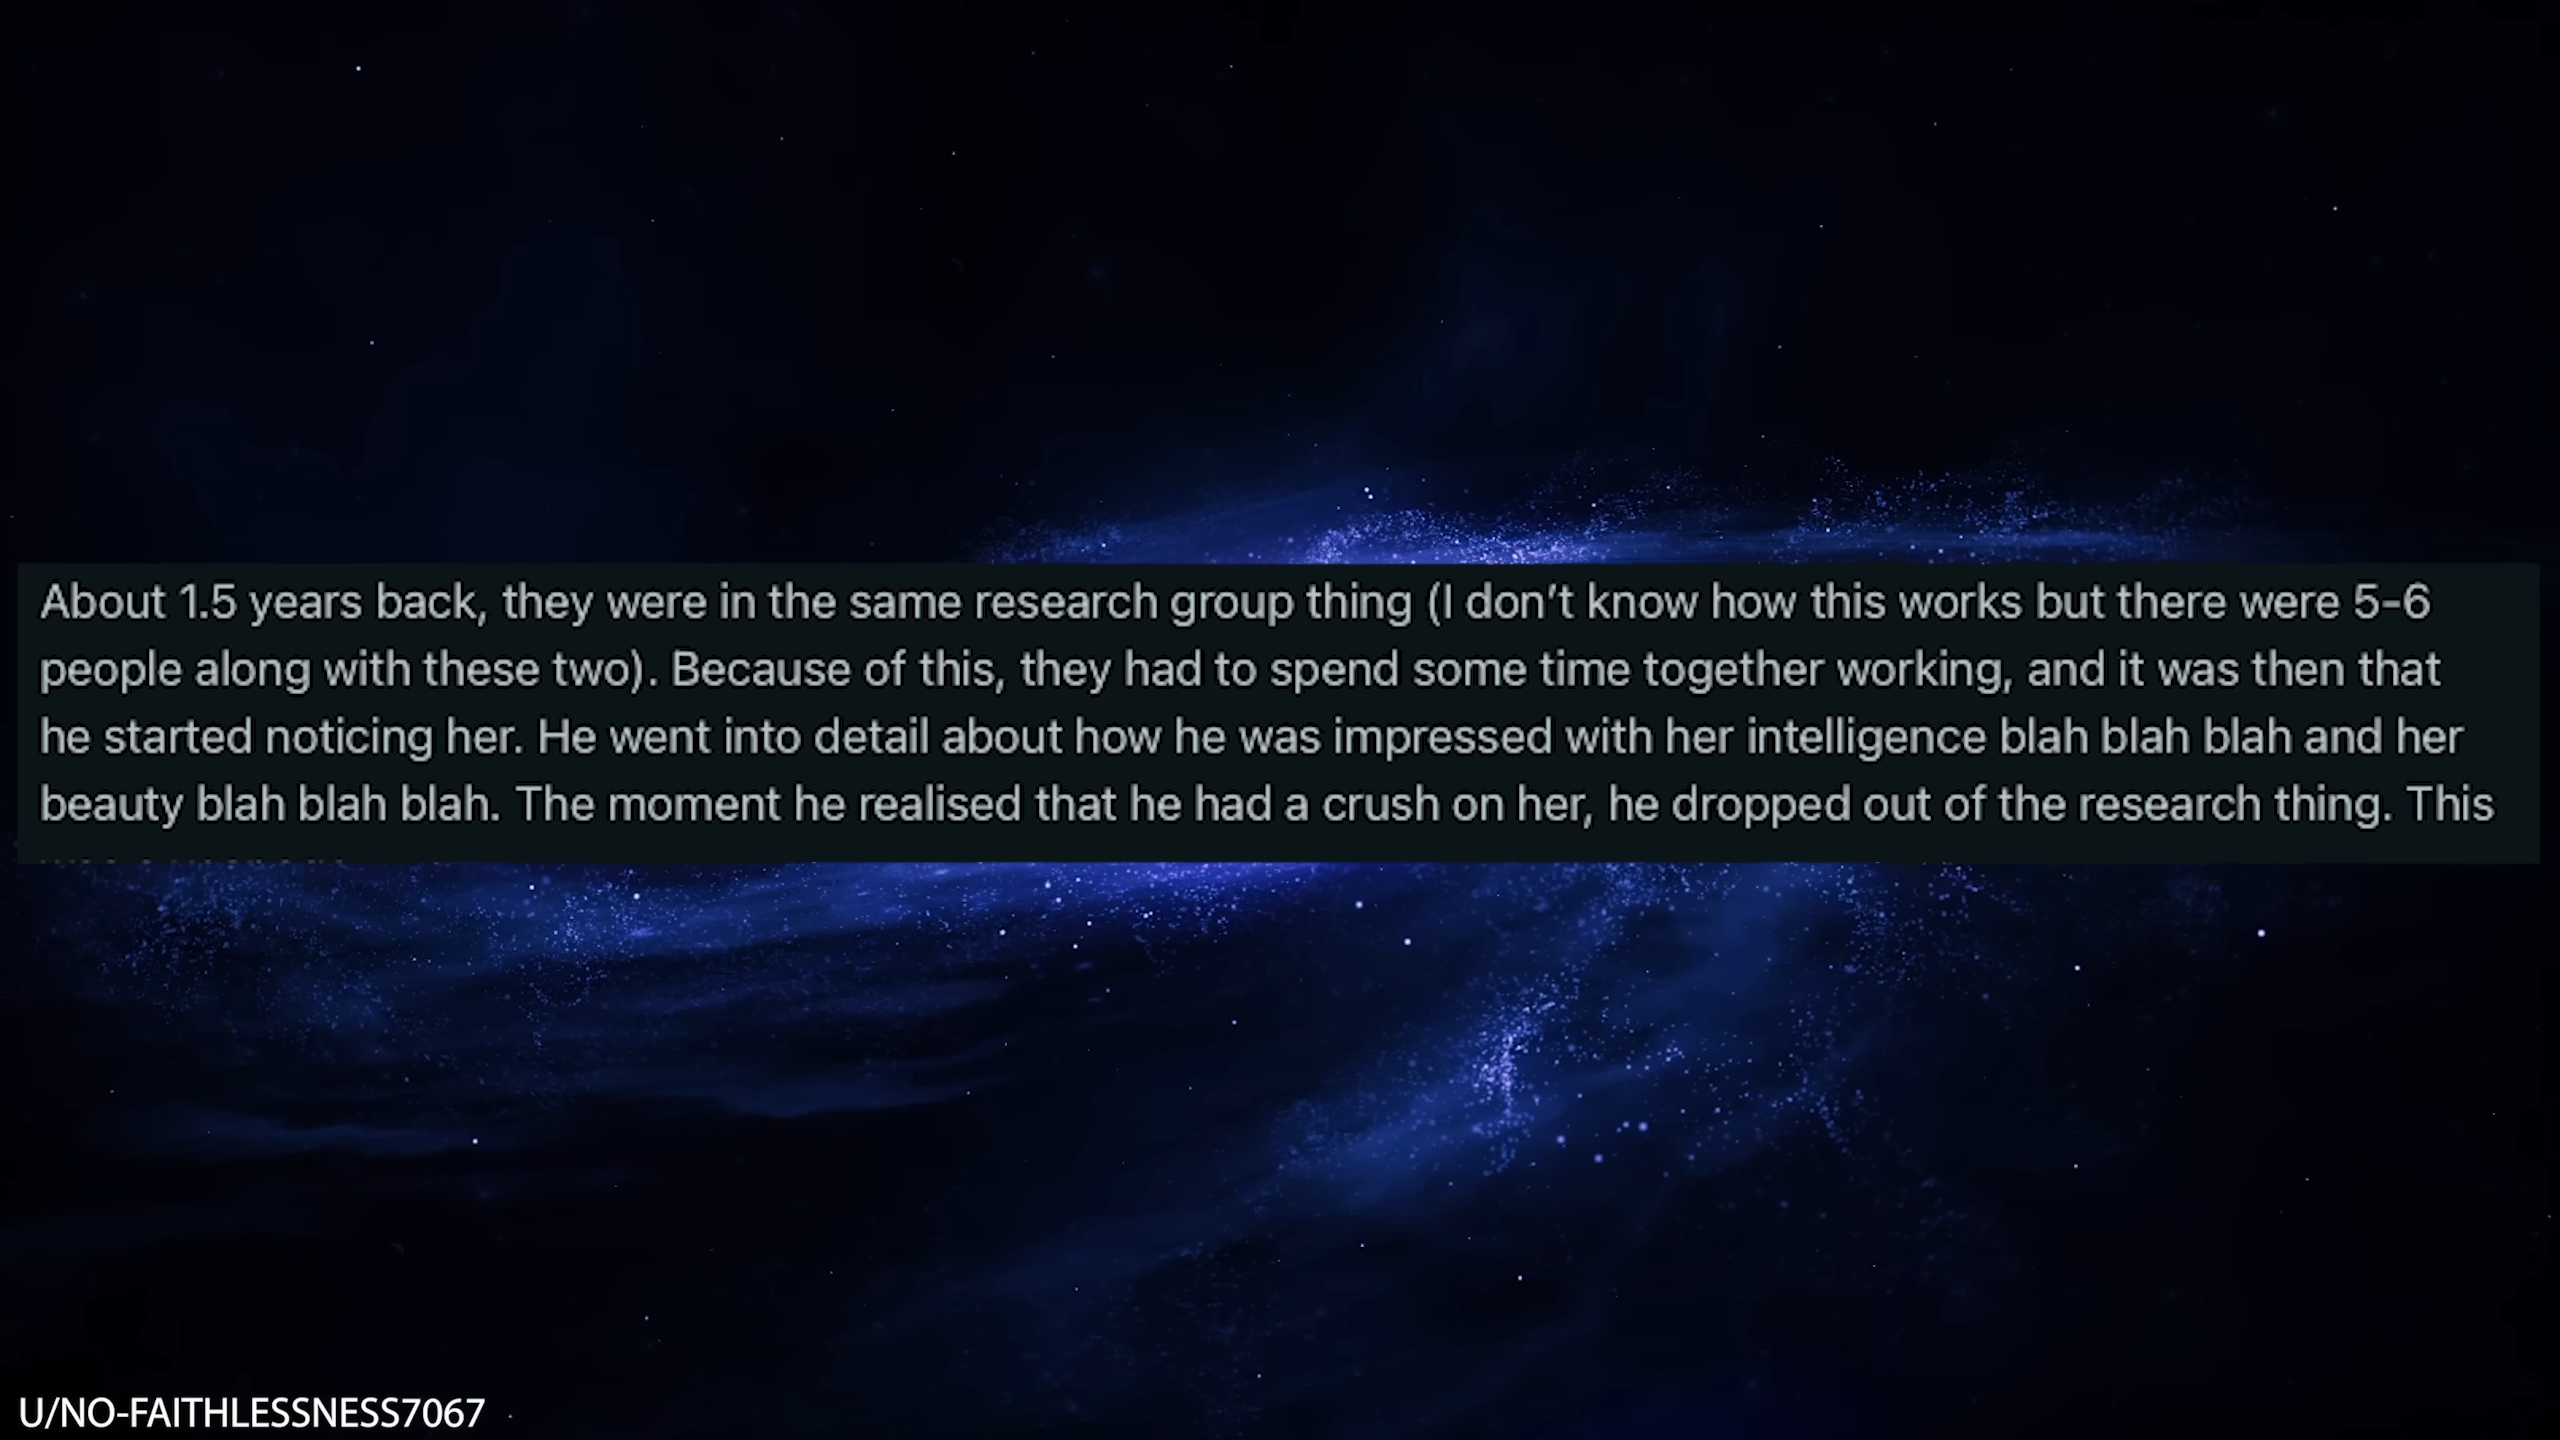 About 1.5 years back, they were in the same research group thing (I don’t know how this works but there were 5-6
people along with these two). Because of this, they had to spend some time together working, and it was then that
he started noticing her. He went into detail about how he was impressed with her intelligence blah blah blah and her
beauty blah blah blah. The moment he realised that he had a crush on her, he dropped out of the research thing. This
U/NO-FAITHLESSNESS7067